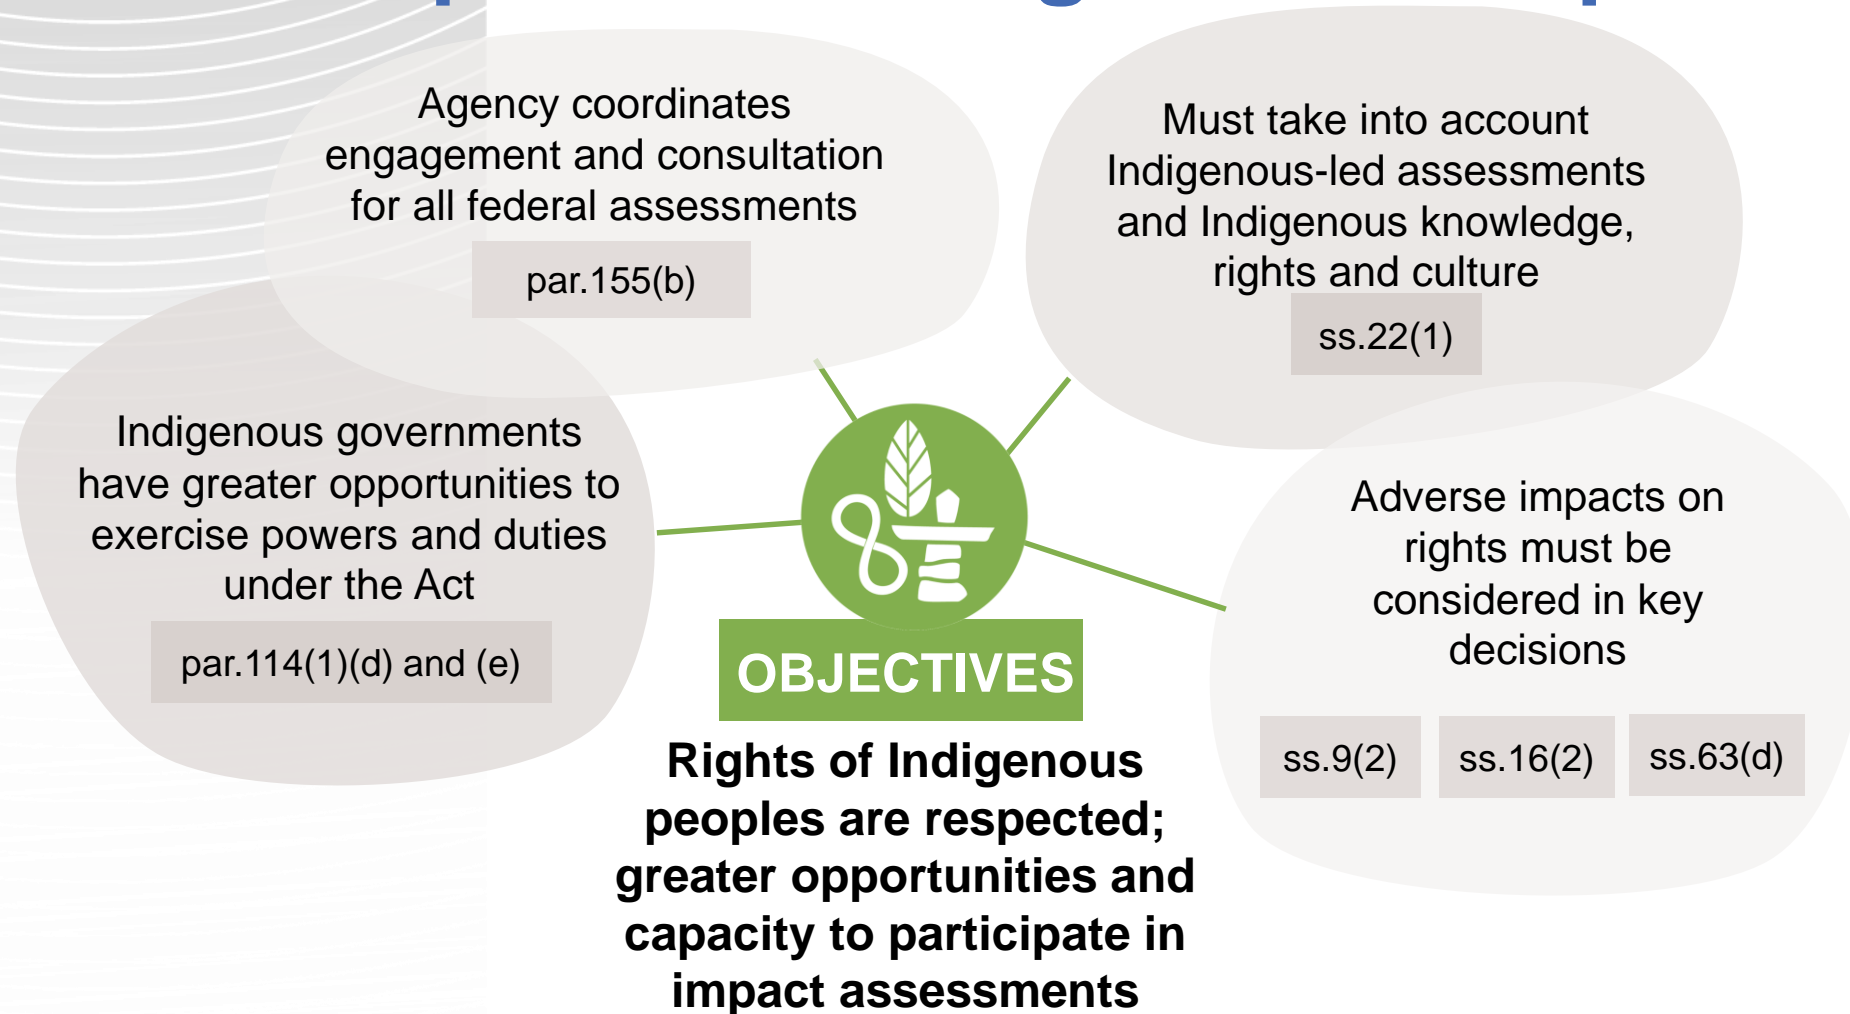 Agency coordinates
engagement and consultation
for all federal assessments
par.155(b)
Must take into account
Indigenous-led assessments
and Indigenous knowledge,
rights and culture
ss.22(1)
Indigenous governments
have greater opportunities to
exercise powers and duties
under the Act
par.114(1)(d) and (e)
Adverse impacts on
rights must be
considered in key
decisions
ss.9(2) ss.16(2) ss.63(d)
OBJECTIVES
Rights of Indigenous
peoples are respected;
greater opportunities and
capacity to participate in
impact assessments